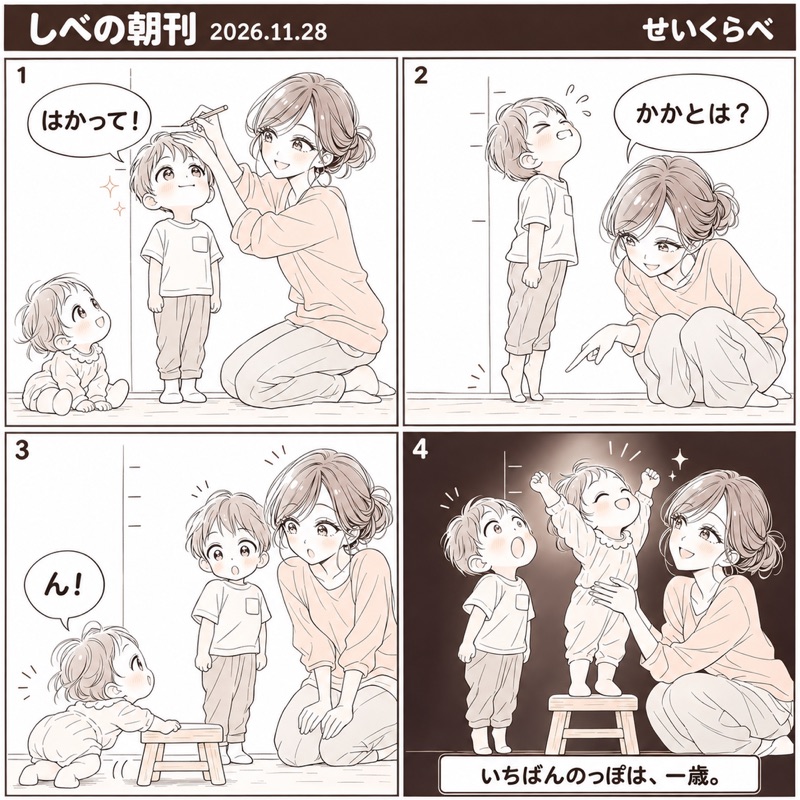 しべの朝刊 2026.11.28
せいくらべ
1
はかって!
2
かかとは?
3
ん!
4
いちばんのっぽは、一歳。